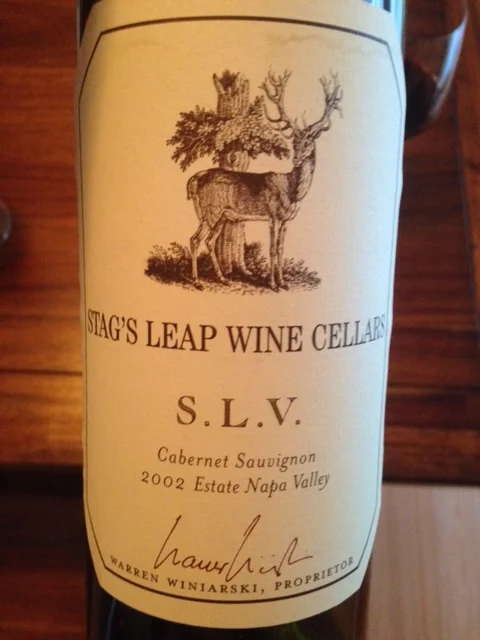 STAG'S LEAP WINE CELLARS
S.L.V.
Cabernet Sauvignon
2002 Estate Napa Valley
WARREN WINIARSKI, PROPRIETOR